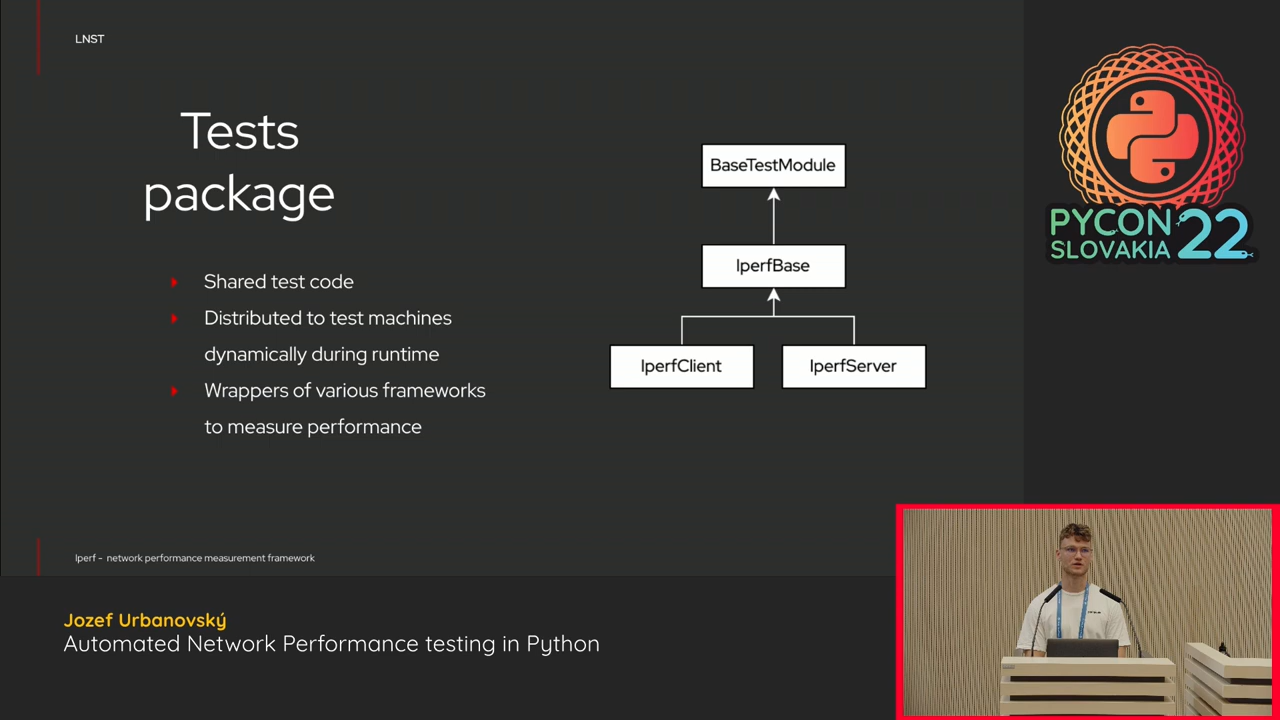 LNST
Tests
package
Shared test code
Distributed to test machines
dynamically during runtime
Wrappers of various frameworks
to measure performance
BaseTestModule
IperfBase
IperfClient
IperfServer
Iperf - network performance measurement framework
PYCON
SLOVAKIA
22
Jozef Urbanovský
Automated Network Performance testing in Python